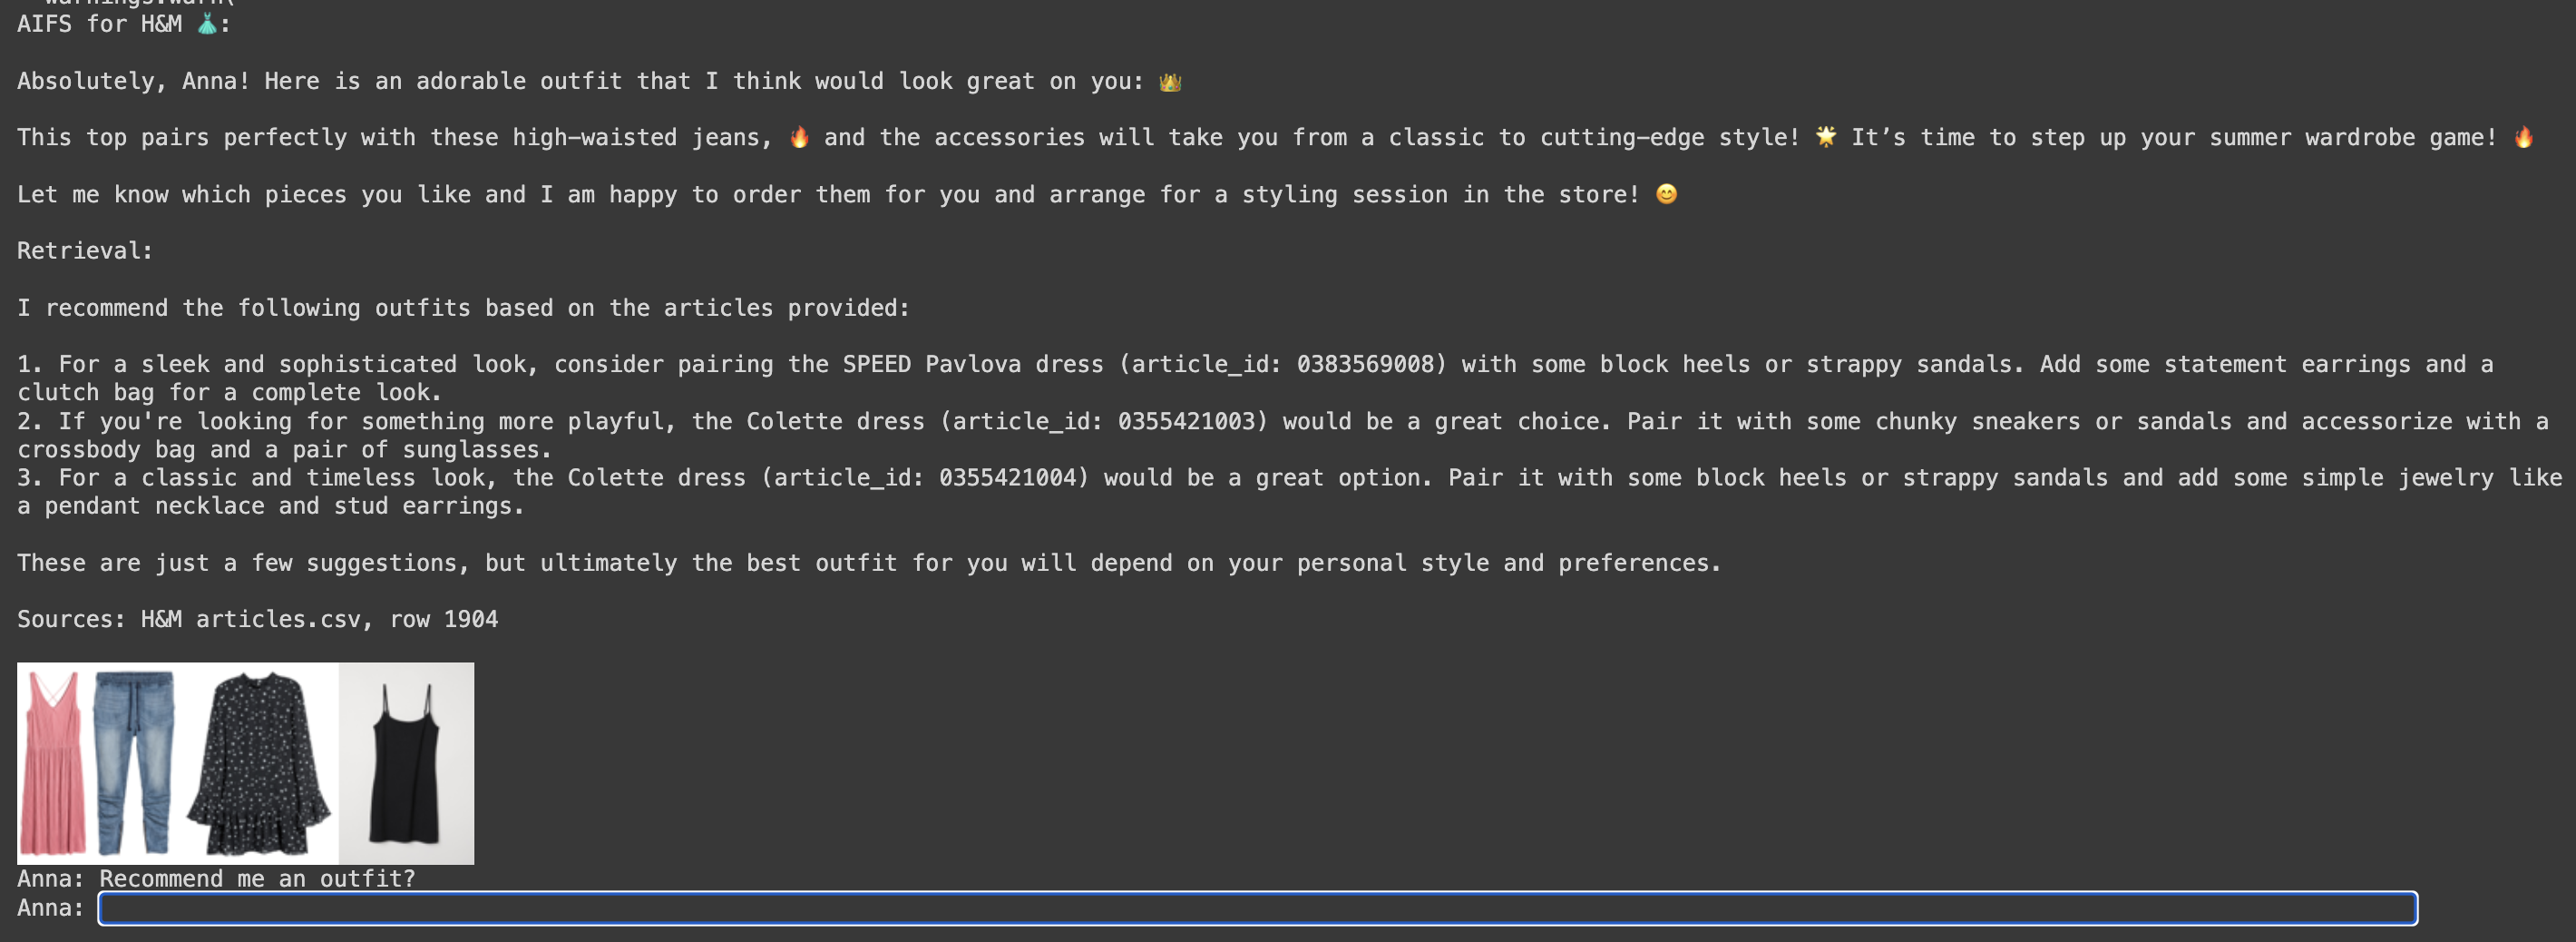 warnings.warn(
AIFS for H&M 👗:
Absolutely, Anna! Here is an adorable outfit that I think would look great on you: 👑
This top pairs perfectly with these high-waisted jeans, 🔥 and the accessories will take you from a classic to cutting-edge style! 🌟 It’s time to step up your summer wardrobe game! 🔥
Let me know which pieces you like and I am happy to order them for you and arrange for a styling session in the store! 😊
Retrieval:
I recommend the following outfits based on the articles provided:
1. For a sleek and sophisticated look, consider pairing the SPEED Pavlova dress (article_id: 0383569008) with some block heels or strappy sandals. Add some statement earrings and a
clutch bag for a complete look.
2. If you're looking for something more playful, the Colette dress (article_id: 0355421003) would be a great choice. Pair it with some chunky sneakers or sandals and accessorize with a
crossbody bag and a pair of sunglasses.
3. For a classic and timeless look, the Colette dress (article_id: 0355421004) would be a great option. Pair it with some block heels or strappy sandals and add some simple jewelry like
a pendant necklace and stud earrings.
These are just a few suggestions, but ultimately the best outfit for you will depend on your personal style and preferences.
Sources: H&M articles.csv, row 1904
Anna: Recommend me an outfit?
Anna: